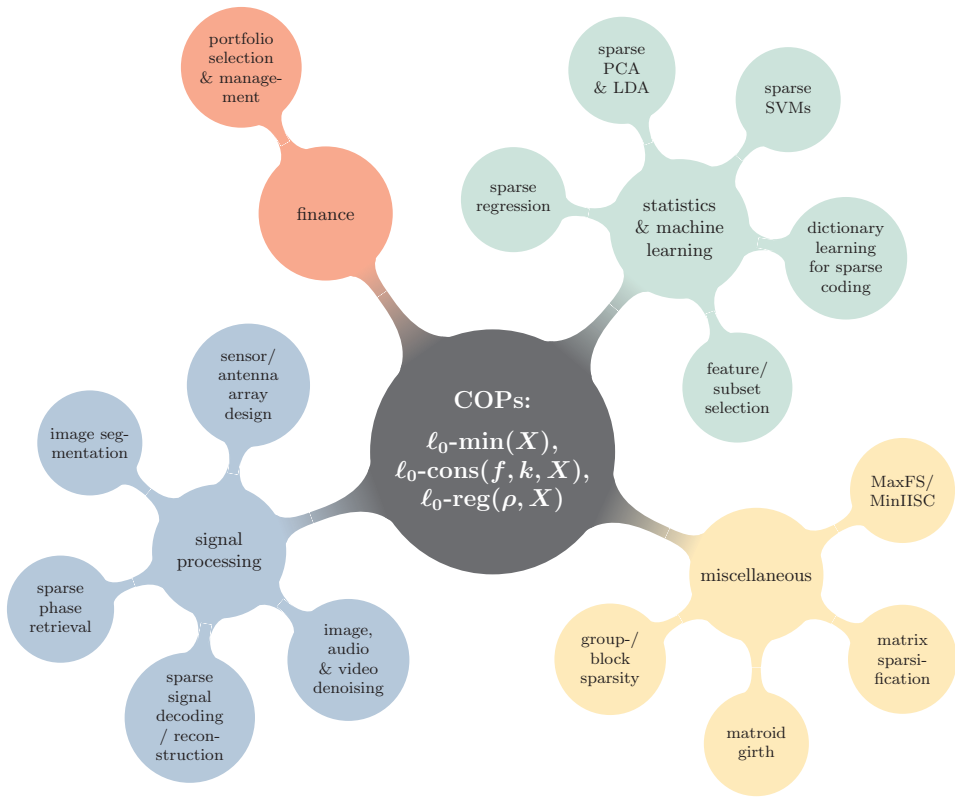 portfolio
selection
& manage-
ment
finance
sparse
PCA
& LDA
sparse
SVMs
sparse
regression
statistics
& machine
learning
dictionary
learning
for sparse
coding
feature/
subset
selection
COPs:
ℓ₀-min(X),
ℓ₀-cons(f, k, X),
ℓ₀-reg(ρ, X)
sensor/
antenna
array
design
image seg-
mentation
signal
processing
sparse
phase
retrieval
sparse
signal
decoding
/ recon-
struction
image,
audio
& video
denoising
MaxFS/
MinIISC
miscellaneous
group-/
block
sparsity
matroid
girth
matrix
sparsi-
fication